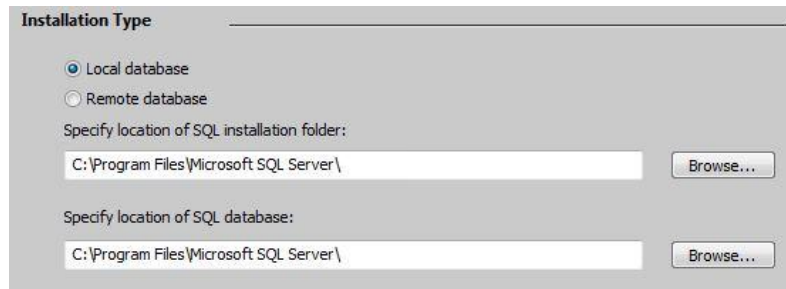 Installation Type
Local database
Remote database
Specify location of SQL installation folder:
C:\Program Files\Microsoft SQL Server\
Browse...
Specify location of SQL database:
C:\Program Files\Microsoft SQL Server\
Browse...